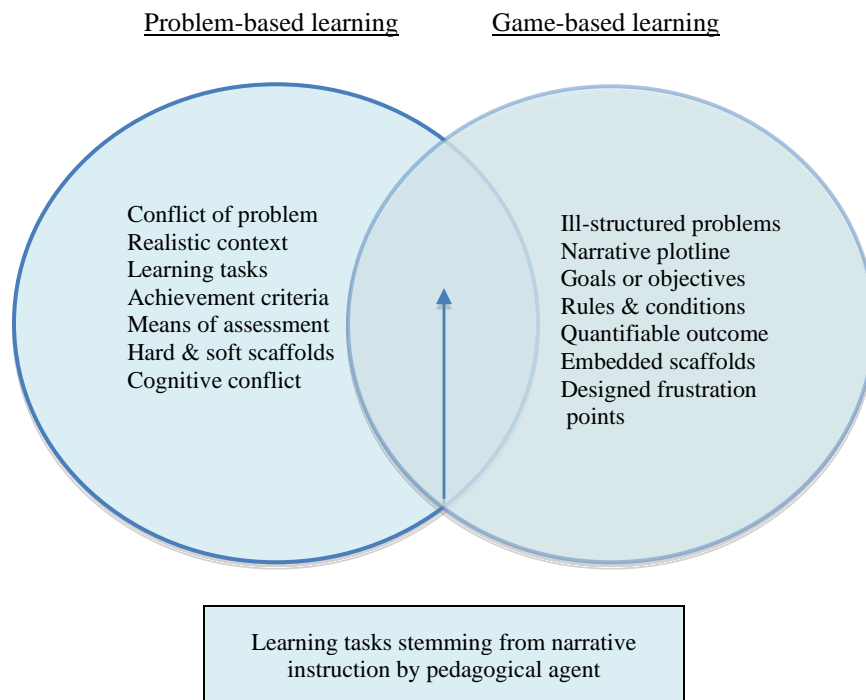 Problem-based learning
Game-based learning
Conflict of problem
Realistic context
Learning tasks
Achievement criteria
Means of assessment
Hard & soft scaffolds
Cognitive conflict
Ill-structured problems
Narrative plotline
Goals or objectives
Rules & conditions
Quantifiable outcome
Embedded scaffolds
Designed frustration
points
Learning tasks stemming from narrative
instruction by pedagogical agent